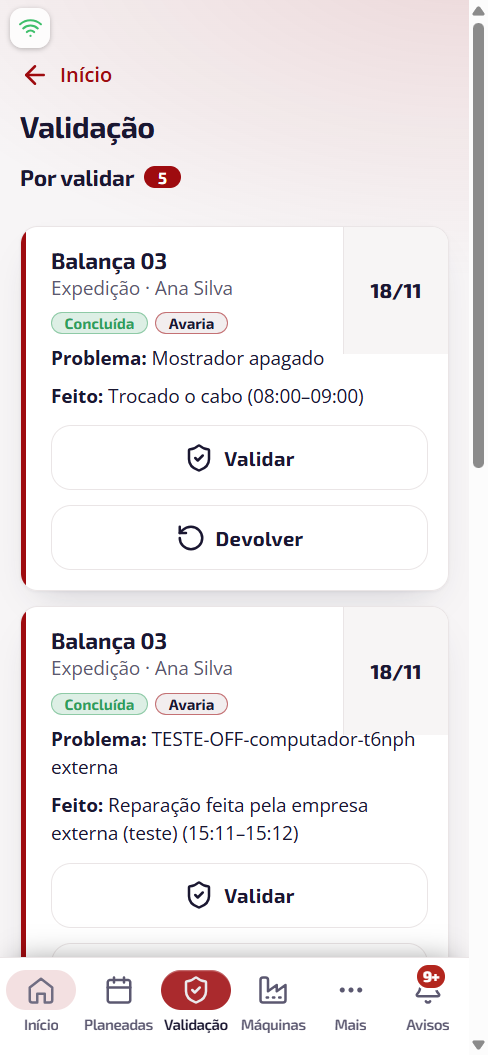 Início
Validação
Por validar 5
Balança 03
Expedição · Ana Silva
18/11
Concluída Avaria
Problema: Mostrador apagado
Feito: Trocado o cabo (08:00–09:00)
Validar
Devolver
Balança 03
Expedição · Ana Silva
18/11
Concluída Avaria
Problema: TESTE-OFF-computador-t6nph
externa
Feito: Reparação feita pela empresa
externa (teste) (15:11–15:12)
Validar
9+
Início Planeadas Validação Máquinas Mais Avisos